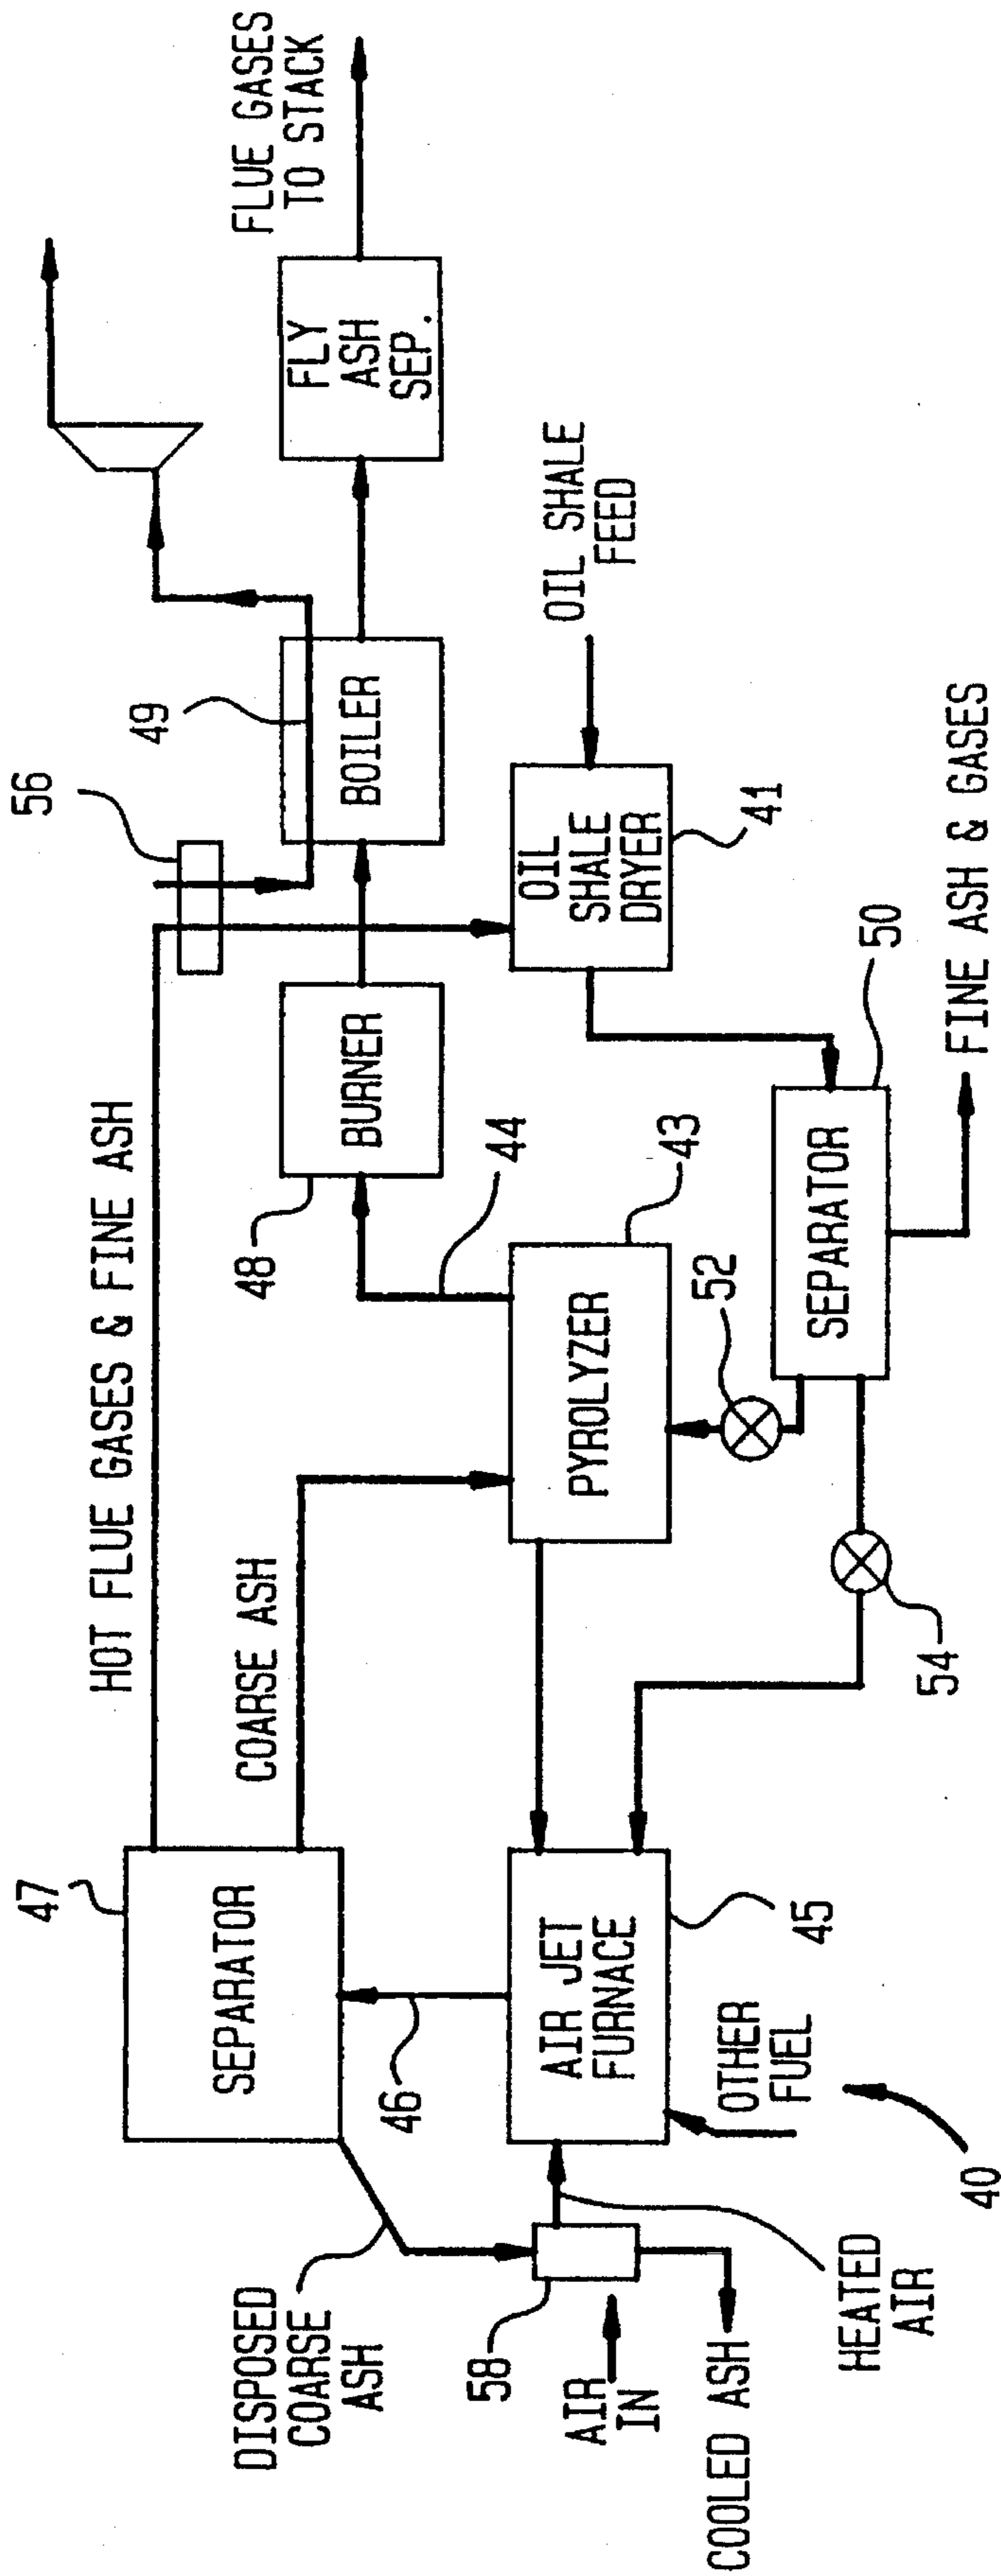 FLUE GASES
TO STACK
FLY
ASH
SEP.
56
49
BOILER
OIL SHALE
FEED
OIL
SHALE
DRYER
41
HOT FLUE GASES & FINE ASH
BURNER
48
44
43
PYROLYZER
52
SEPARATOR
50
FINE ASH & GASES
54
COARSE ASH
47
SEPARATOR
46
AIR JET
FURNACE
45
OTHER
FUEL
40
DISPOSED
COARSE
ASH
58
AIR
IN
COOLED ASH
HEATED
AIR